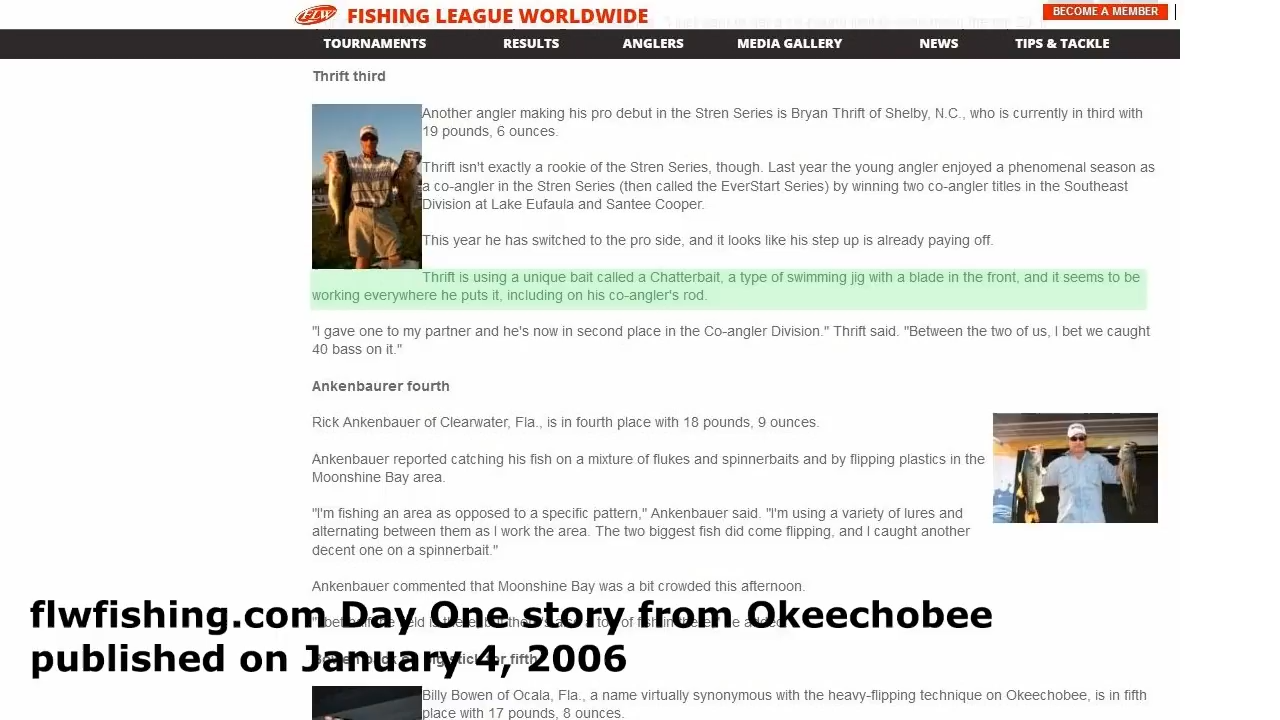 FLW FISHING LEAGUE WORLDWIDE
BECOME A MEMBER
TOURNAMENTS RESULTS ANGLERS MEDIA GALLERY NEWS TIPS & TACKLE
Thrift third
Another angler making his pro debut in the Stren Series is Bryan Thrift of Shelby, N.C., who is currently in third with
19 pounds, 6 ounces.
Thrift isn't exactly a rookie of the Stren Series, though. Last year the young angler enjoyed a phenomenal season as
a co-angler in the Stren Series (then called the EverStart Series) by winning two co-angler titles in the Southeast
Division at Lake Eufaula and Santee Cooper.
This year he has switched to the pro side, and it looks like his step up is already paying off.
Thrift is using a unique bait called a Chatterbait, a type of swimming jig with a blade in the front, and it seems to be
working everywhere he puts it, including on his co-angler's rod.
"I gave one to my partner and he's now in second place in the Co-angler Division." Thrift said. "Between the two of us, I bet we caught
40 bass on it."
Ankenbaurer fourth
Rick Ankenbauer of Clearwater, Fla., is in fourth place with 18 pounds, 9 ounces.
Ankenbauer reported catching his fish on a mixture of flukes and spinnerbaits and by flipping plastics in the
Moonshine Bay area.
"I'm fishing an area as opposed to a specific pattern," Ankenbauer said. "I'm using a variety of lures and
alternating between them as I work the area. The two biggest fish did come flipping, and I caught another
decent one on a spinnerbait."
Ankenbauer commented that Moonshine Bay was a bit crowded this afternoon.
flwfishing.com Day One story from Okeechobee
published on January 4, 2006
for fifth
Billy Bowen of Ocala, Fla., a name virtually synonymous with the heavy-flipping technique on Okeechobee, is in fifth
place with 17 pounds, 8 ounces.